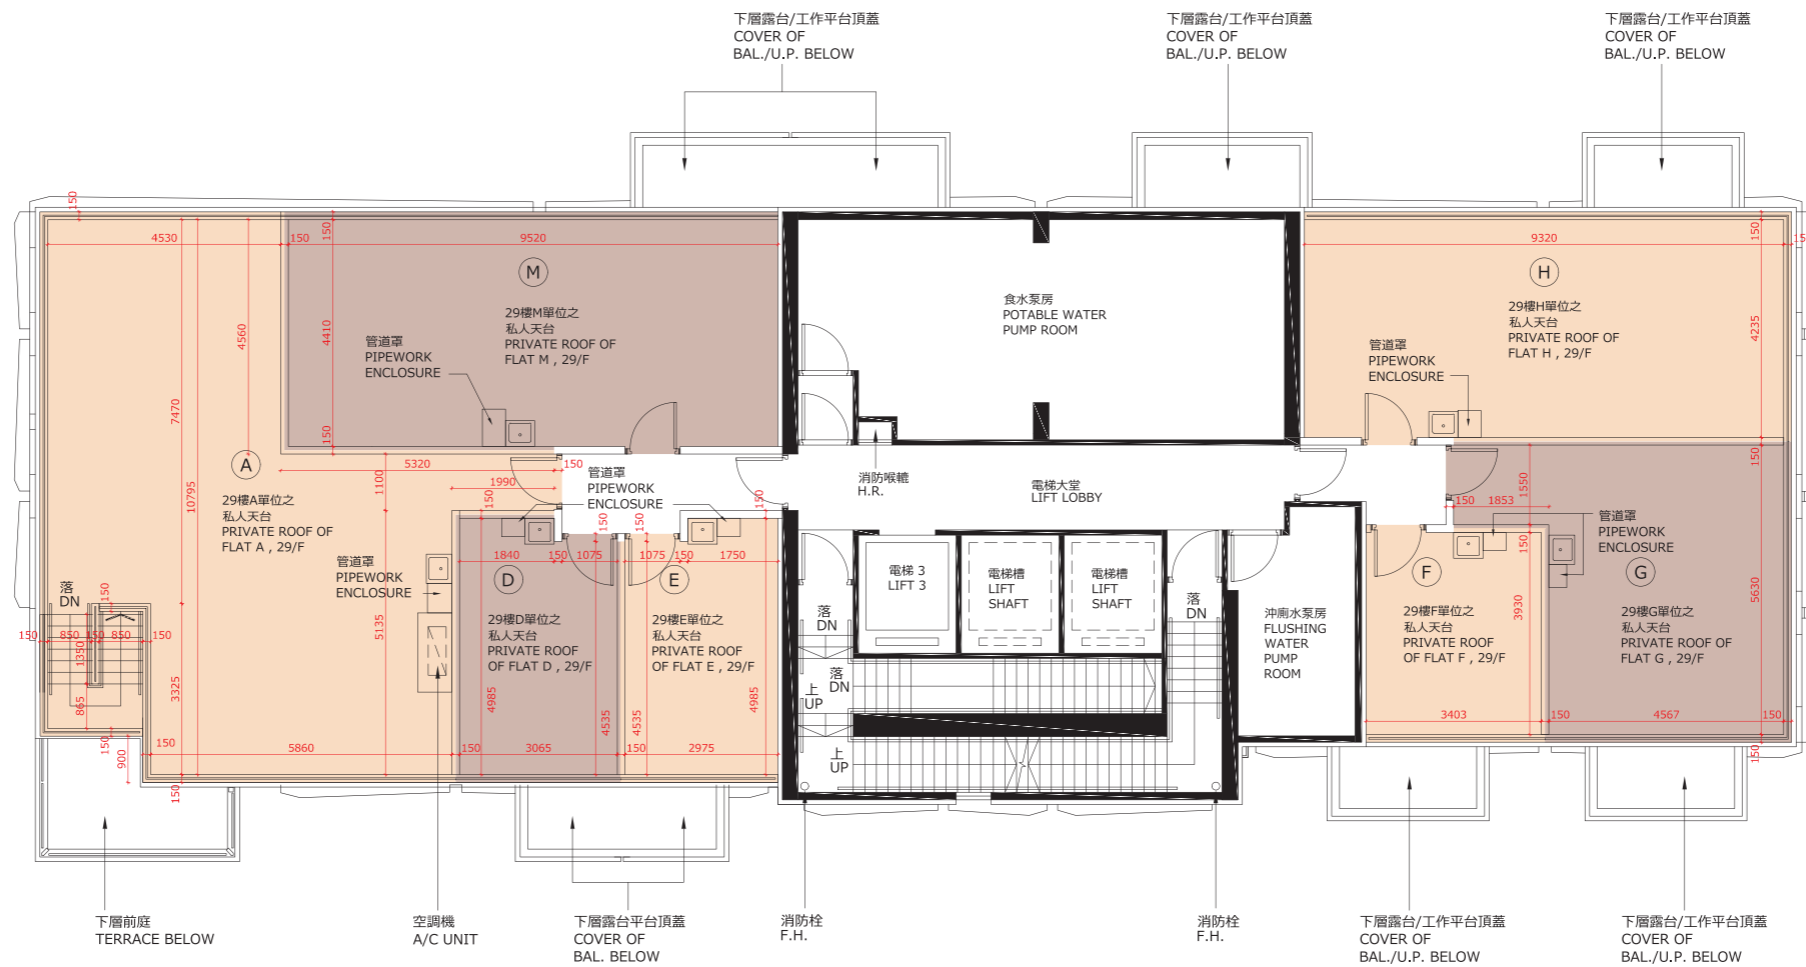 下層露台/工作平台頂蓋
COVER OF
BAL./U.P. BELOW
下層露台/工作平台頂蓋
COVER OF
BAL./U.P. BELOW
下層露台/工作平台頂蓋
COVER OF
BAL./U.P. BELOW
150
4530
150
9520
150
M
29樓M單位之
私人天台
PRIVATE ROOF OF
FLAT M , 29/F
管道罩
PIPEWORK
ENCLOSURE
4560
4410
150
7470
10795
A
29樓A單位之
私人天台
PRIVATE ROOF OF
FLAT A , 29/F
5320
150
1100
1990
150
管道罩
PIPEWORK
ENCLOSURE
150
150
150
管道罩
PIPEWORK
ENCLOSURE
5135
1840
150
1075
1075
150
1750
D
29樓D單位之
私人天台
PRIVATE ROOF
OF FLAT D , 29/F
E
29樓E單位之
私人天台
PRIVATE ROOF
OF FLAT E , 29/F
4985
4535
4535
4985
落
DN
150
150
850
150
850
150
1350
865
3325
150
900
150
150
5860
150
3065
150
2975
食水泵房
POTABLE WATER
PUMP ROOM
消防喉轆
H.R.
電梯大堂
LIFT LOBBY
電梯 3
LIFT 3
電梯槽
LIFT
SHAFT
電梯槽
LIFT
SHAFT
落
DN
落
DN
落
DN
上
UP
上
UP
沖廁水泵房
FLUSHING
WATER
PUMP
ROOM
9320
150
15
H
29樓H單位之
私人天台
PRIVATE ROOF OF
FLAT H , 29/F
4235
管道罩
PIPEWORK
ENCLOSURE
150
1550
150
1853
150
管道罩
PIPEWORK
ENCLOSURE
F
29樓F單位之
私人天台
PRIVATE ROOF
OF FLAT F , 29/F
3930
G
29樓G單位之
私人天台
PRIVATE ROOF OF
FLAT G , 29/F
5630
3403
150
4567
150
150
下層前庭
TERRACE BELOW
空調機
A/C UNIT
下層露台平台頂蓋
COVER OF
BAL. BELOW
消防栓
F.H.
消防栓
F.H.
下層露台/工作平台頂蓋
COVER OF
BAL./U.P. BELOW
下層露台/工作平台頂蓋
COVER OF
BAL./U.P. BELOW